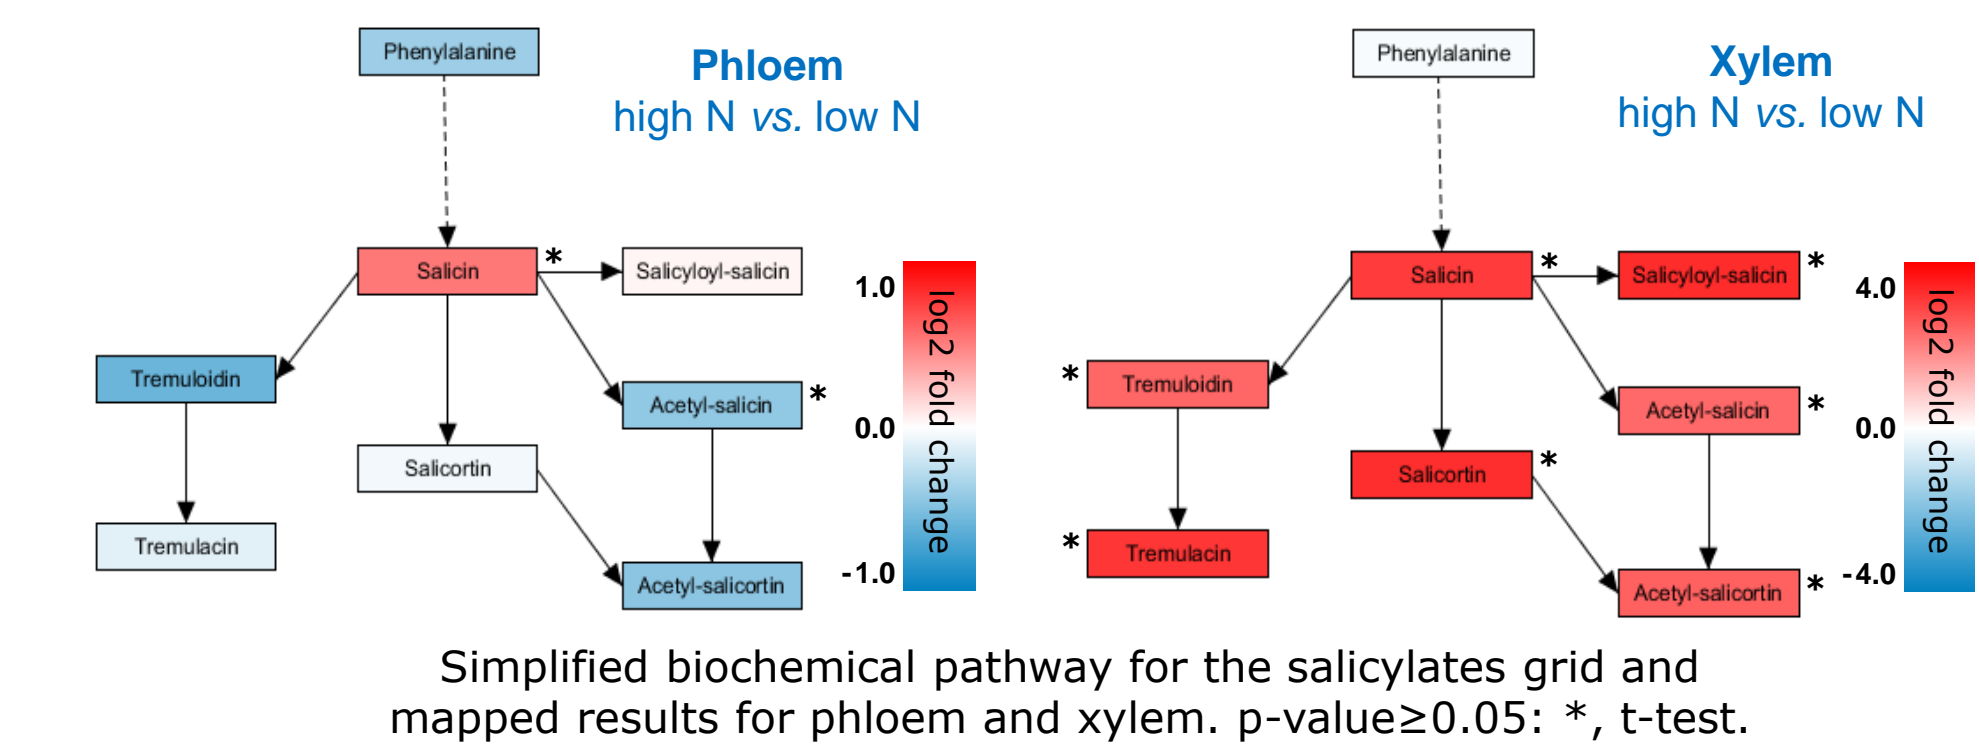 Phenylalanine
Phloem
high N vs. low N
Salicin
*
Salicyloyl-salicin
Tremuloidin
Acetyl-salicin
*
Salicortin
Tremulacin
Acetyl-salicortin
1.0
0.0
-1.0
log2 fold change
Phenylalanine
Xylem
high N vs. low N
Salicin
*
Salicyloyl-salicin
*
*
Tremuloidin
Acetyl-salicin
*
Salicortin
*
*
Tremulacin
Acetyl-salicortin
*
4.0
0.0
-4.0
log2 fold change
Simplified biochemical pathway for the salicylates grid and
mapped results for phloem and xylem. p-value≥0.05: *, t-test.